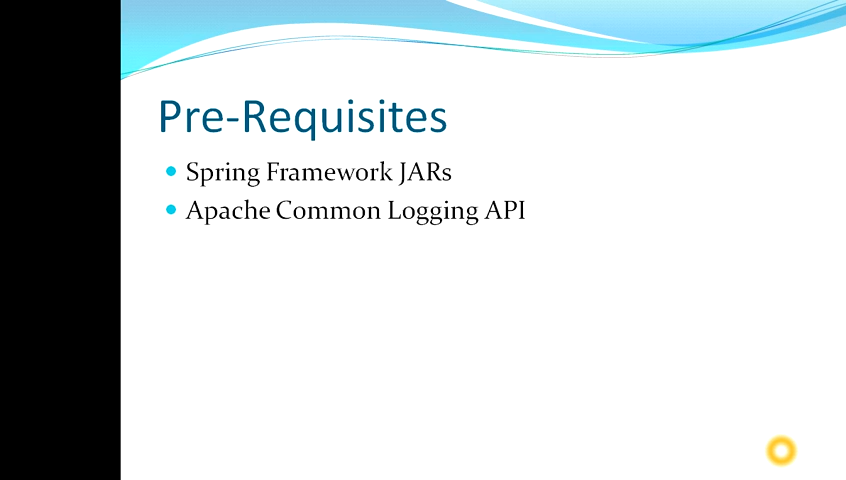 Pre-Requisites
Spring Framework JARs
Apache Common Logging API